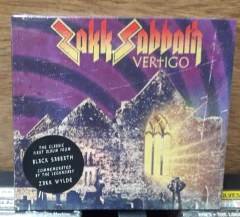 Zakk Sabbath
VERTIGO
THE CLASSIC
FIRST ALBUM FROM
BLACK SABBATH
COMMEMORATED
BY THE LEGENDARY
ZAKK WYLDE